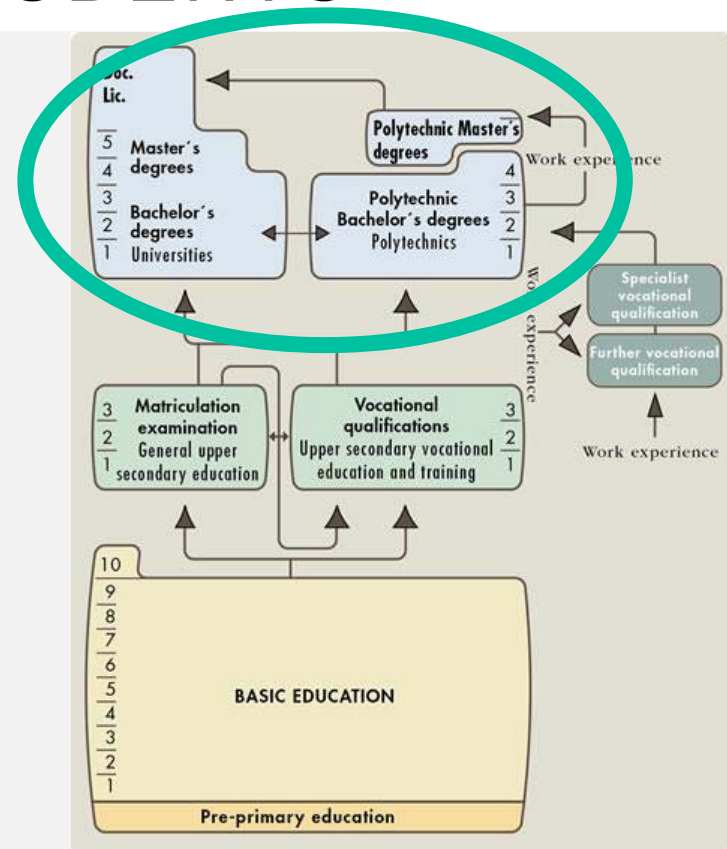 Doc.
Lic.
5
4
3
2
1
Master's
degrees
Bachelor's
degrees
Universities
Polytechnic Master's
degrees
Work experience
4
3
2
1
Polytechnic
Bachelor's degrees
Polytechnics
Work experience
Specialist
vocational
qualification
Further vocational
qualification
Work experience
3
2
1
Matriculation
examination
General upper
secondary education
Vocational
qualifications
Upper secondary vocational
education and training
3
2
1
10
9
8
7
6
5
4
3
2
1
BASIC EDUCATION
Pre-primary education